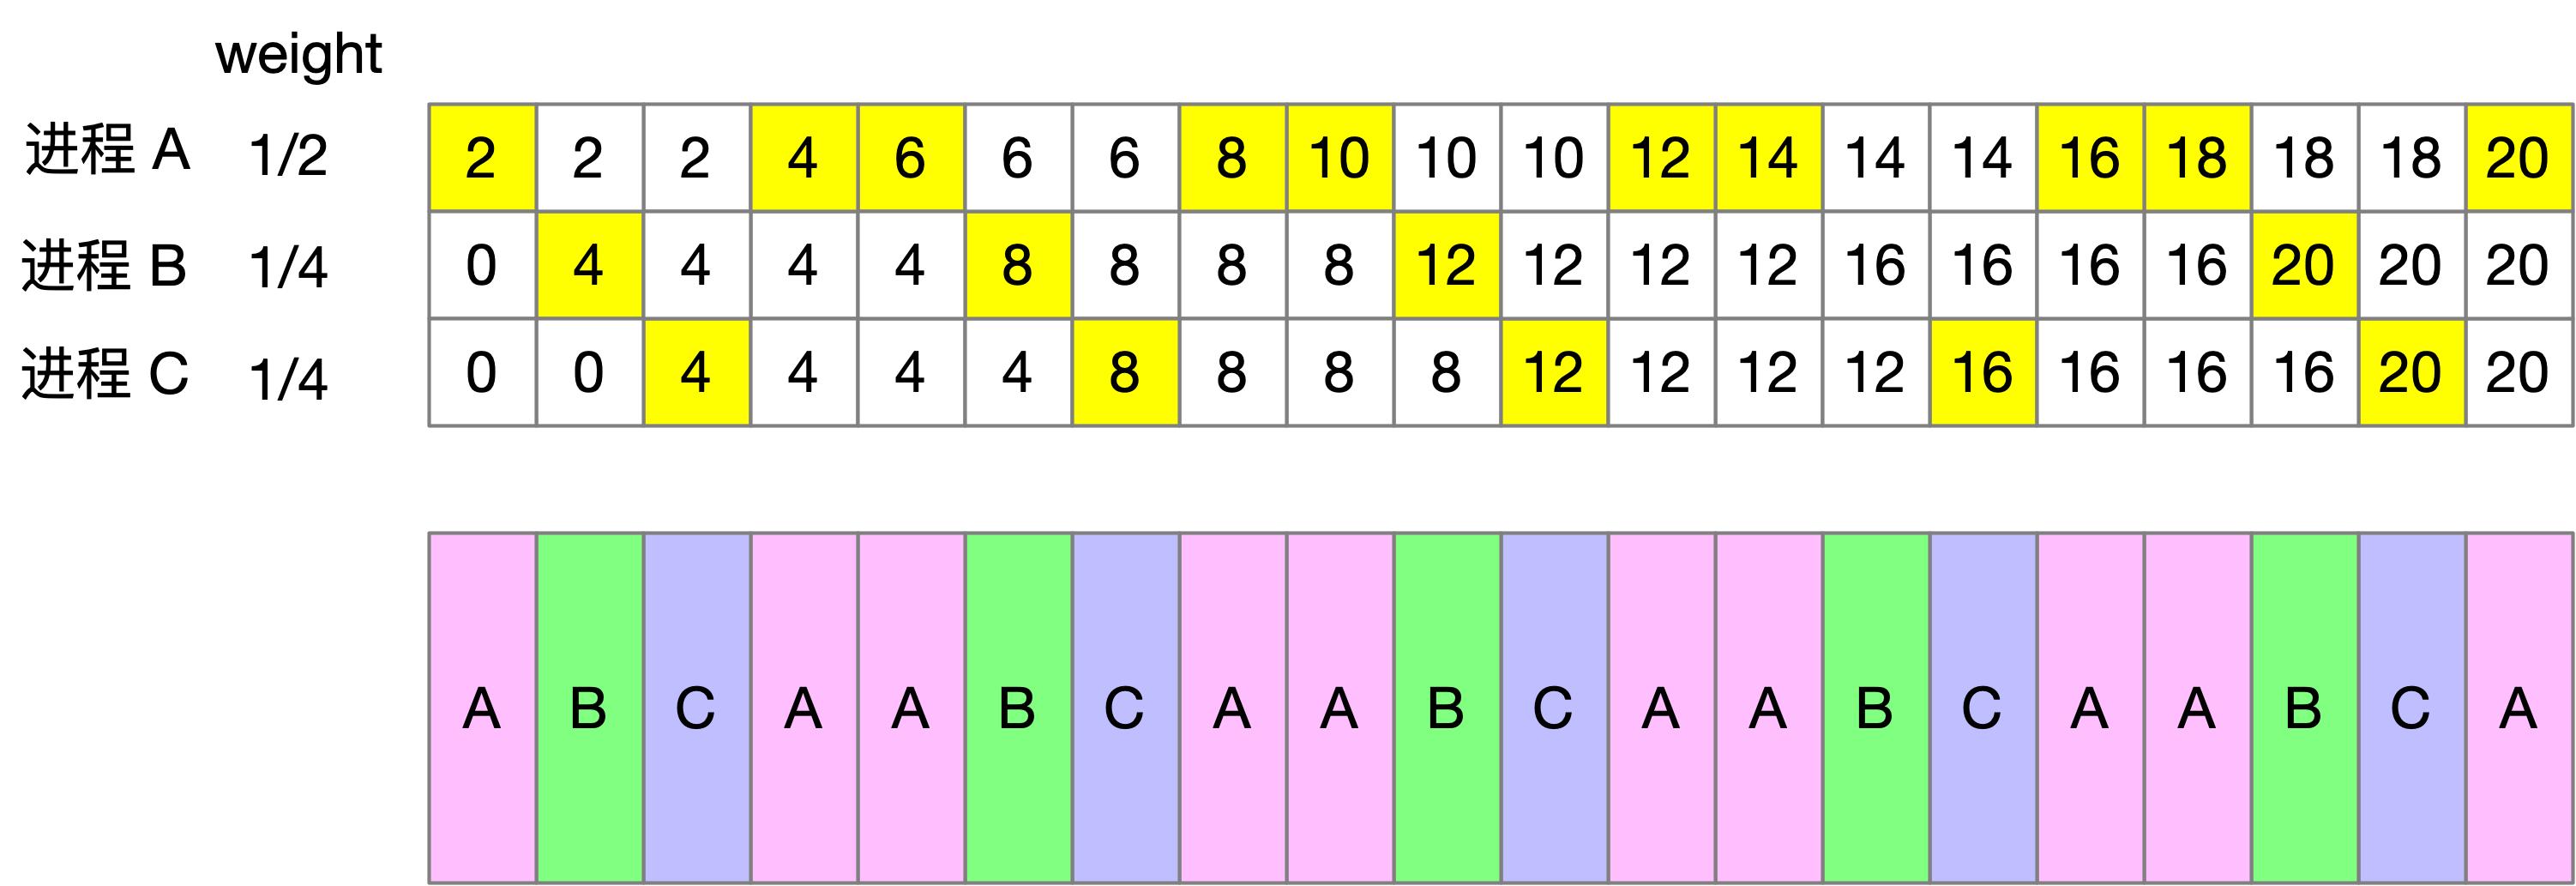 weight
进程 A 1/2 2 2 2 4 6 6 6 8 10 10 10 12 14 14 14 16 18 18 18 20
进程 B 1/4 0 4 4 4 4 8 8 8 8 12 12 12 12 16 16 16 16 20 20 20
进程 C 1/4 0 0 4 4 4 4 8 8 8 8 12 12 12 12 16 16 16 16 20 20
A B C A A B C A A B C A A B C A A B C A